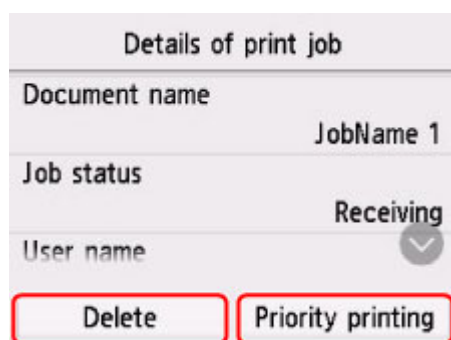 Details of print job
Document name
JobName 1
Job status
Receiving
User name
Delete
Priority printing